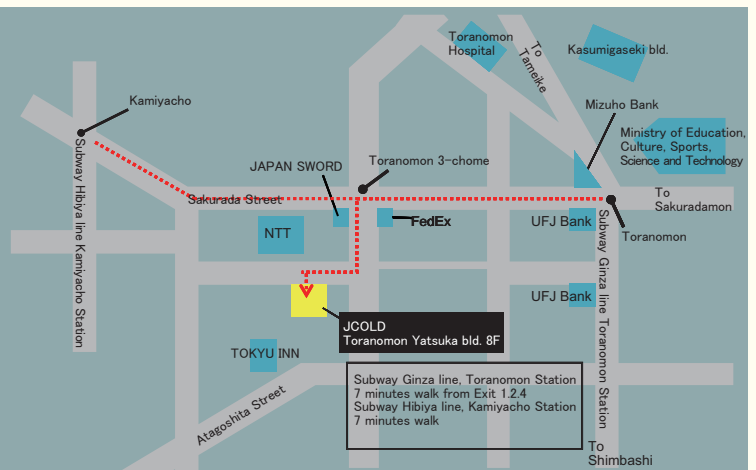 Toranomon
Hospital
To
Tameike
Kasumigaseki bld.
Kamiyacho
Mizuho Bank
Ministry of Education,
Culture, Sports,
Science and Technology
JAPAN SWORD
Toranomon 3-chome
Sakurada Street
To
Sakuradamon
NTT
FedEx
UFJ Bank
Toranomon
Subway Hibiya line Kamiyacho Station
Subway Ginza line Toranomon Station
UFJ Bank
JCOLD
Toranomon Yatsuka bld. 8F
TOKYU INN
Atagoshita Street
Subway Ginza line, Toranomon Station
7 minutes walk from Exit 1.2.4
Subway Hibiya line, Kamiyacho Station
7 minutes walk
To
Shimbashi